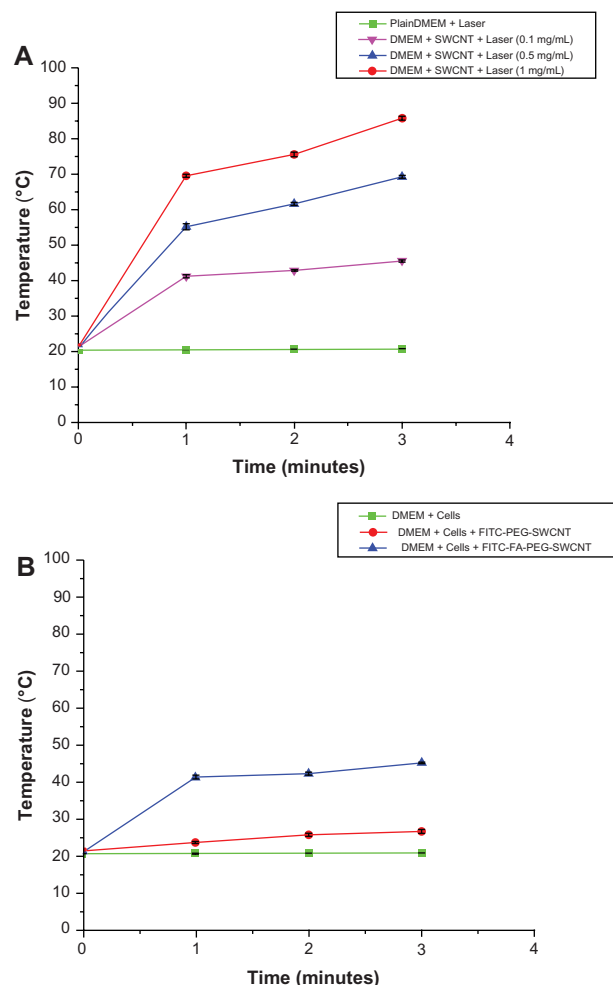 PlainDMEM + Laser
DMEM + SWCNT + Laser (0.1 mg/mL)
DMEM + SWCNT + Laser (0.5 mg/mL)
DMEM + SWCNT + Laser (1 mg/mL)
A
100
90
80
70
60
50
40
30
20
10
0
Temperature (°C)
0 1 2 3 4
Time (minutes)
DMEM + Cells
DMEM + Cells + FITC-PEG-SWCNT
DMEM + Cells + FITC-FA-PEG-SWCNT
B
100
90
80
70
60
50
40
30
20
10
0
Temperature (°C)
0 1 2 3 4
Time (minutes)